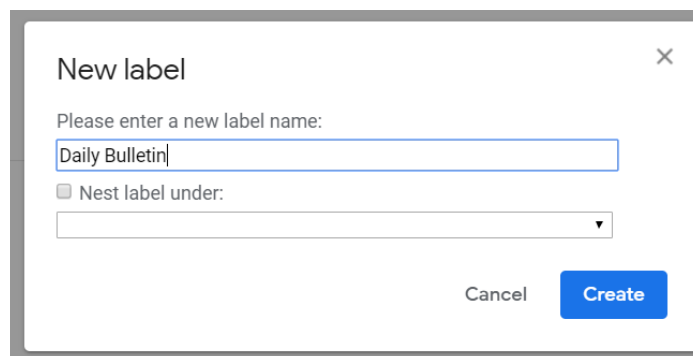 New label
Please enter a new label name:
Daily Bulletin
Nest label under:
Cancel Create